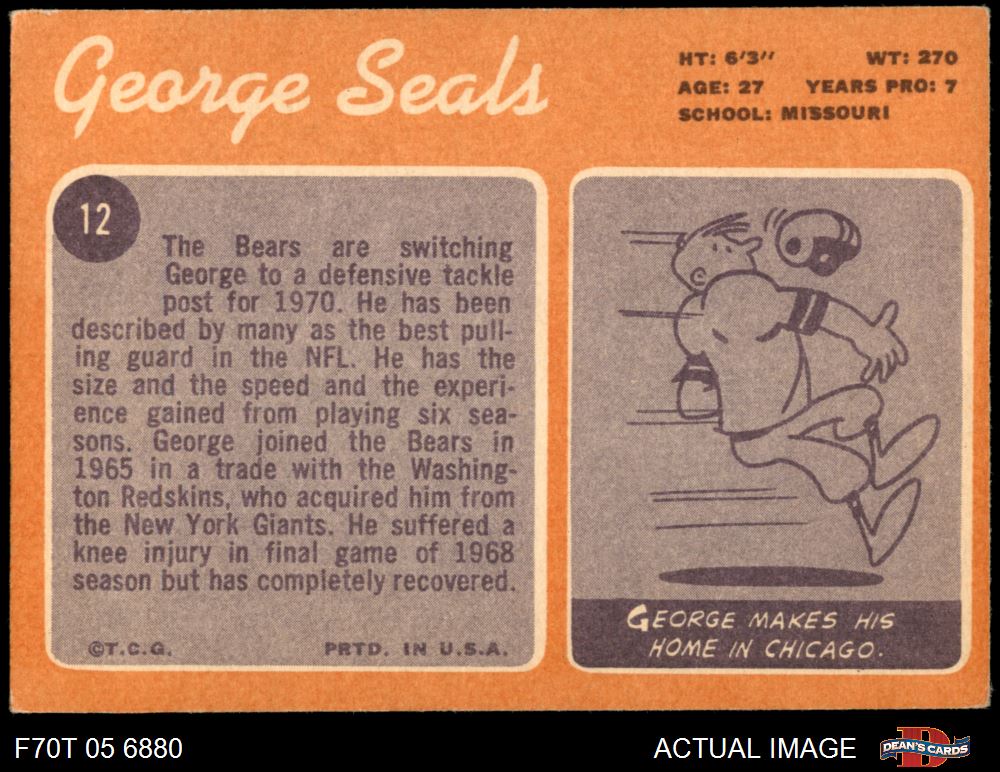 George Seals
HT: 6'3" WT: 270
AGE: 27 YEARS PRO: 7
SCHOOL: MISSOURI
12
The Bears are switching
George to a defensive tackle
post for 1970. He has been
described by many as the best pull-
ing guard in the NFL. He has the
size and the speed and the experi-
ence gained from playing six sea-
sons. George joined the Bears in
1965 in a trade with the Washing-
ton Redskins, who acquired him from
the New York Giants. He suffered a
knee injury in final game of 1968
season but has completely recovered.
©T.C.G. PRTD. IN U.S.A.
GEORGE MAKES HIS
HOME IN CHICAGO.
F70T 05 6880
ACTUAL IMAGE
D
DEAN'S CARDS